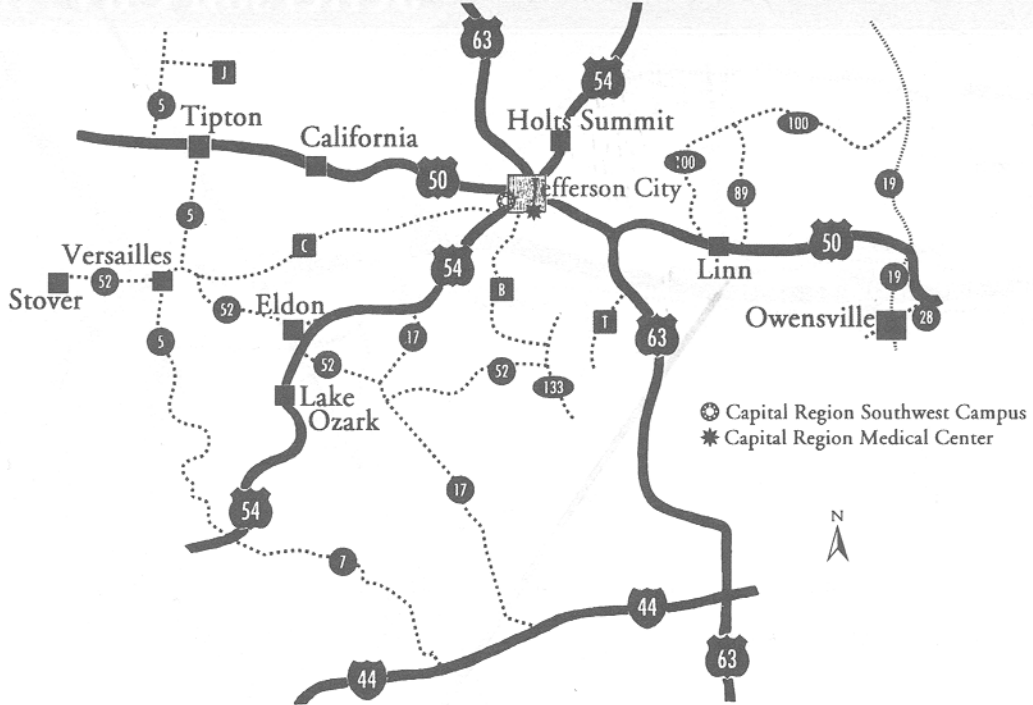 63
54
J
5
Tipton
California
Holts Summit
100
100
50
Jefferson City
89
19
5
C
Versailles
52
Stover
54
B
Linn
50
19
52
Eldon
17
T
63
Owensville
28
5
52
52
133
Lake
Ozark
Capital Region Southwest Campus
Capital Region Medical Center
54
17
N
7
44
44
63